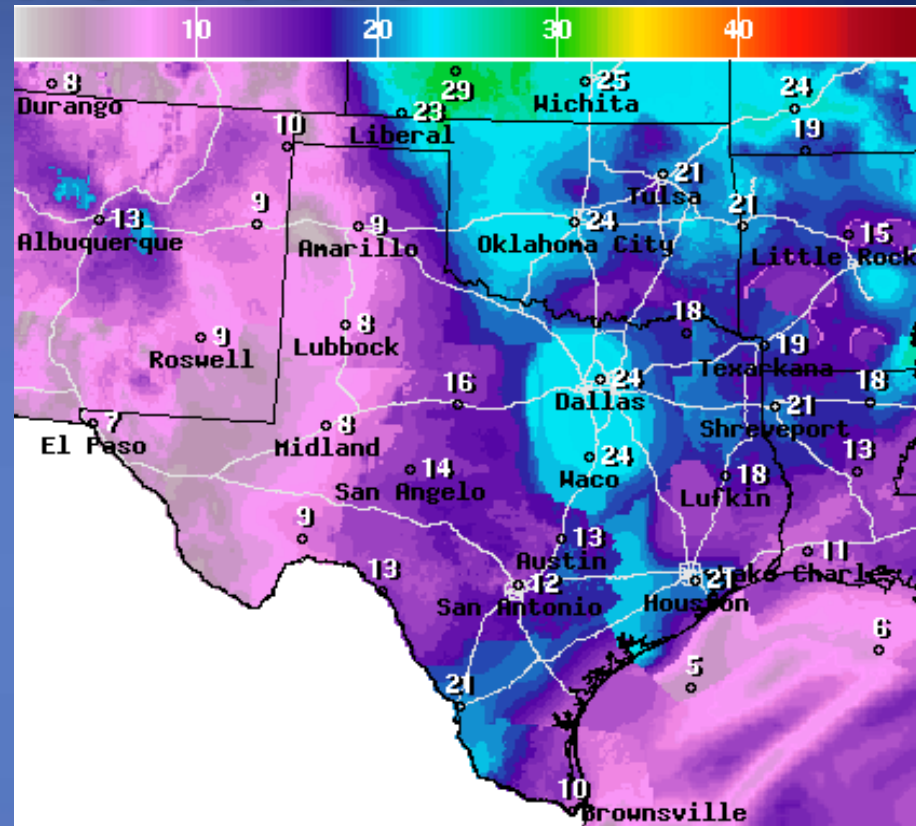 10 20 30 40
8 29 25 24
Durango Wichita
23
Liberal
10 19
21
Tulsa
13 9 9 24 21 15
Albuquerque Amarillo Oklahoma City Little Rock
8 18
9 19
Roswell Lubbock Texarkana
16 24 18
Dallas 21
7 8 Shreveport
El Paso Midland
14 24 18 13
San Angelo Waco Lufkin
9 13 11
Austin
13 12 21 Lake Charles
San Antonio Houston
6
5
21
10
Brownsville